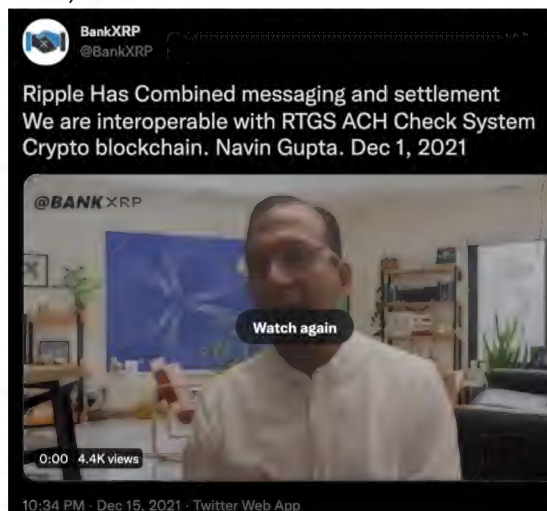 BankXRP
@BankXRP
Ripple Has Combined messaging and settlement
We are interoperable with RTGS ACH Check System
Crypto blockchain. Navin Gupta. Dec 1, 2021
@BANKXRP
Watch again
0:00 4.4K views
10:34 PM · Dec 15, 2021 · Twitter Web App